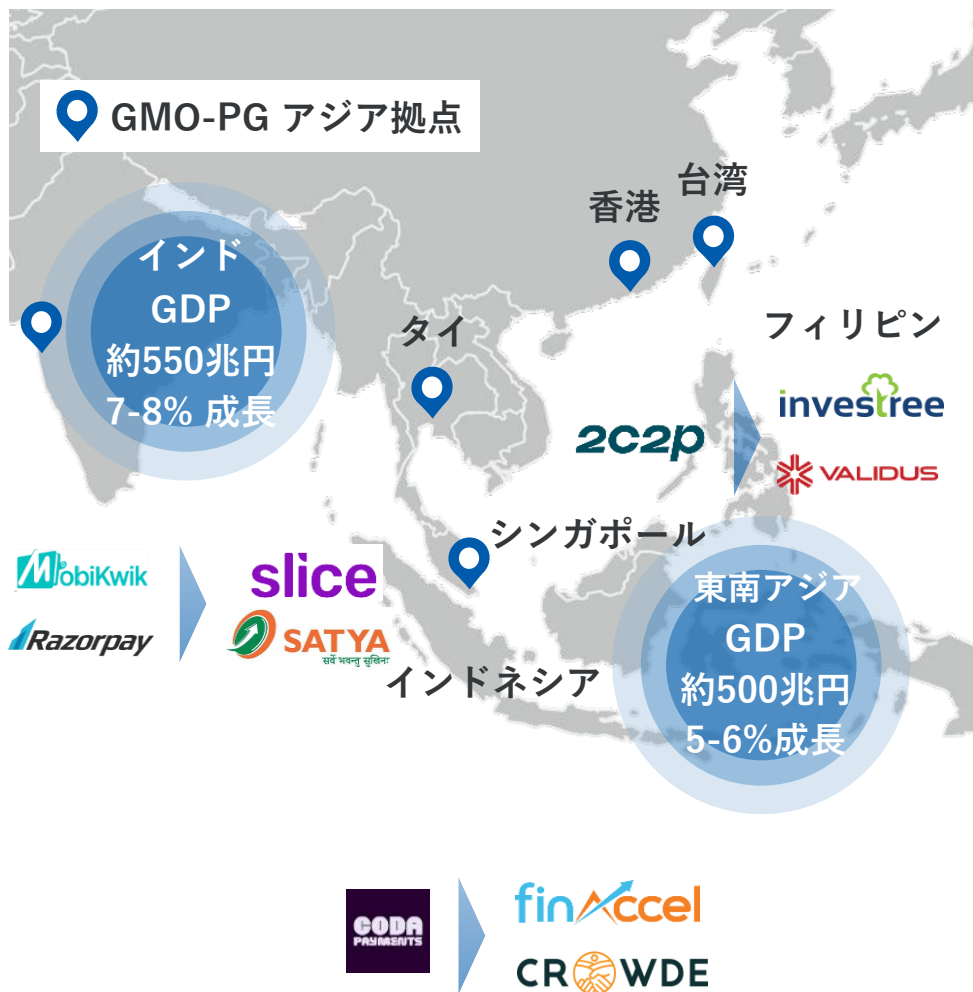 GMO-PG アジア拠点
台湾
香港
インド
GDP
約550兆円
7-8% 成長
タイ
フィリピン
investree
2c2p
VALIDUS
シンガポール
MobiKwik
slice
Razorpay
SATYA
सर्वे भवन्तु सुखिनः
インドネシア
東南アジア
GDP
約500兆円
5-6%成長
CODA
PAYMENTS
finAccel
CROWDE